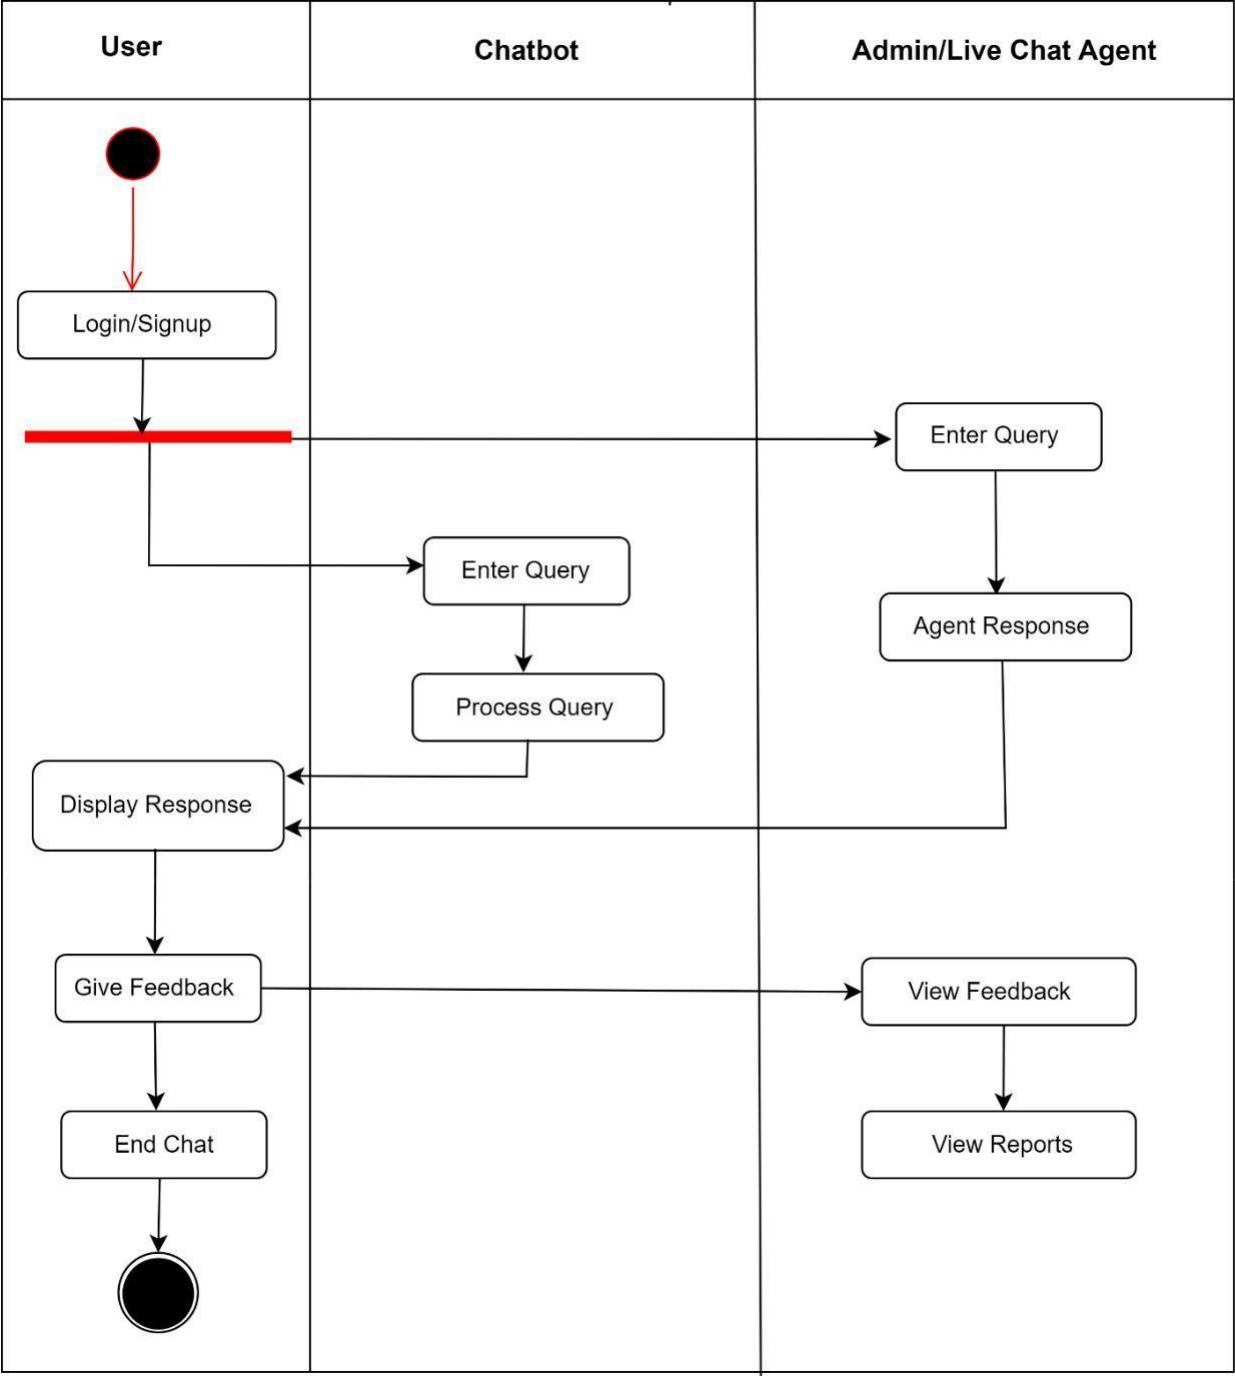 User
Chatbot
Admin/Live Chat Agent
Login/Signup
Enter Query
Enter Query
Agent Response
Process Query
Display Response
Give Feedback
View Feedback
End Chat
View Reports